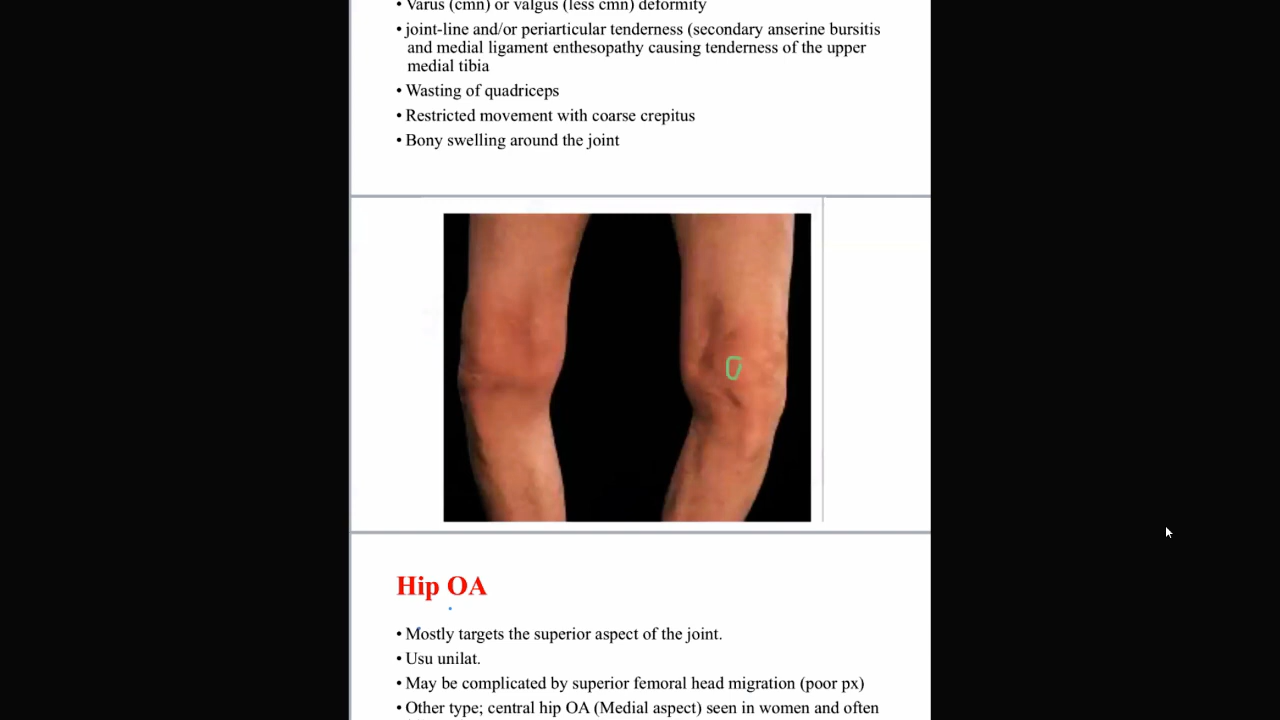 • Varus (cmn) or valgus (less cmn) deformity
• joint-line and/or periarticular tenderness (secondary anserine bursitis
and medial ligament enthesopathy causing tenderness of the upper
medial tibia
• Wasting of quadriceps
• Restricted movement with coarse crepitus
• Bony swelling around the joint
Hip OA
• Mostly targets the superior aspect of the joint.
• Usu unilat.
• May be complicated by superior femoral head migration (poor px)
• Other type; central hip OA (Medial aspect) seen in women and often